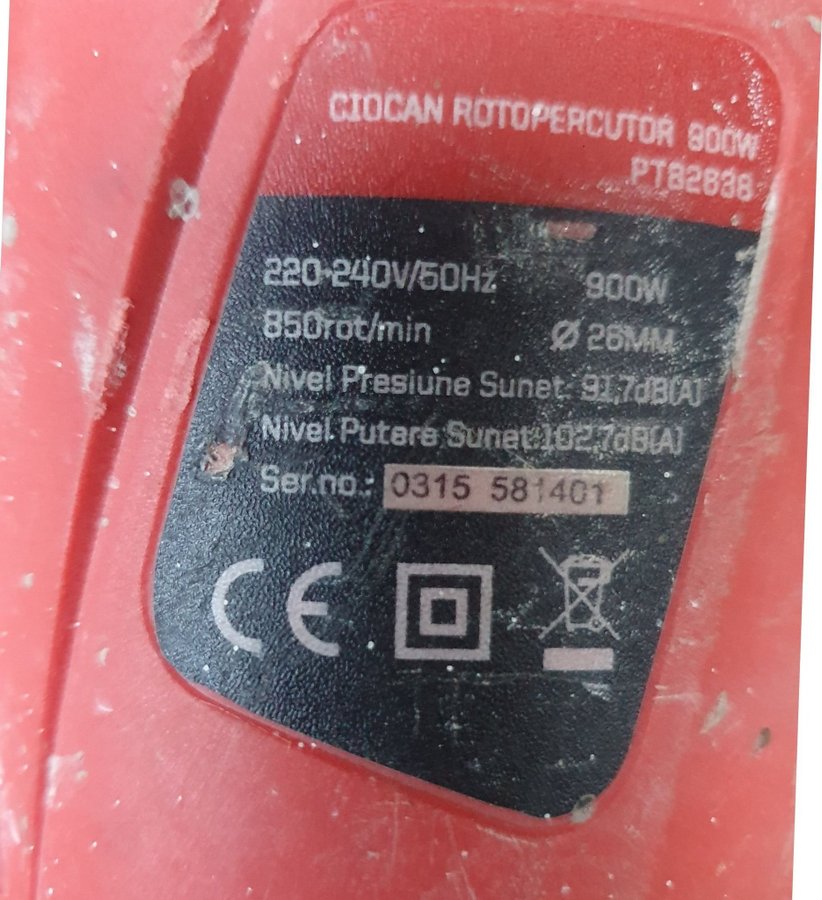 CIOCAN ROTOPERCUTOR 900W
PT82838
220-240V/50Hz 900W
850rot/min Ø 26MM
Nivel Presiune Sunet: 91,7dB(A)
Nivel Putere Sunet:102,7dB(A)
Ser.no.: 0315 581401
CE